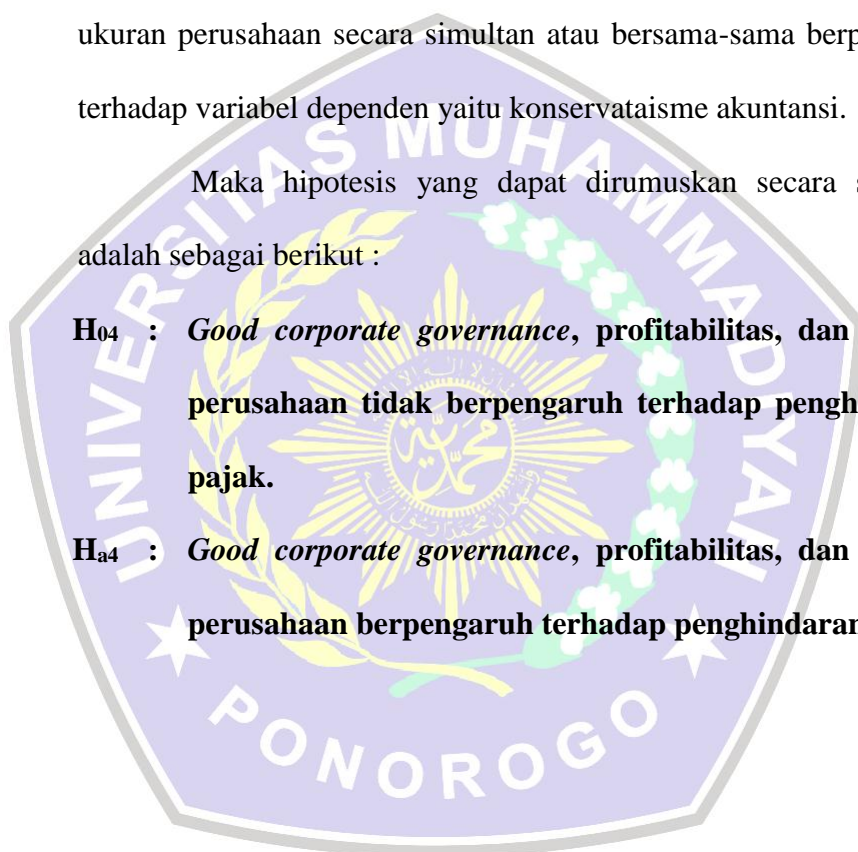 ukuran perusahaan secara simultan atau bersama-sama berp
terhadap variabel dependen yaitu konservataisme akuntansi.
Maka hipotesis yang dapat dirumuskan secara s
adalah sebagai berikut :
H04 : Good corporate governance, profitabilitas, dan
perusahaan tidak berpengaruh terhadap pengh
pajak.
Ha4 : Good corporate governance, profitabilitas, dan
perusahaan berpengaruh terhadap penghindaran
UNIVERSITAS MUHAMMADIYAH
PONOROGO